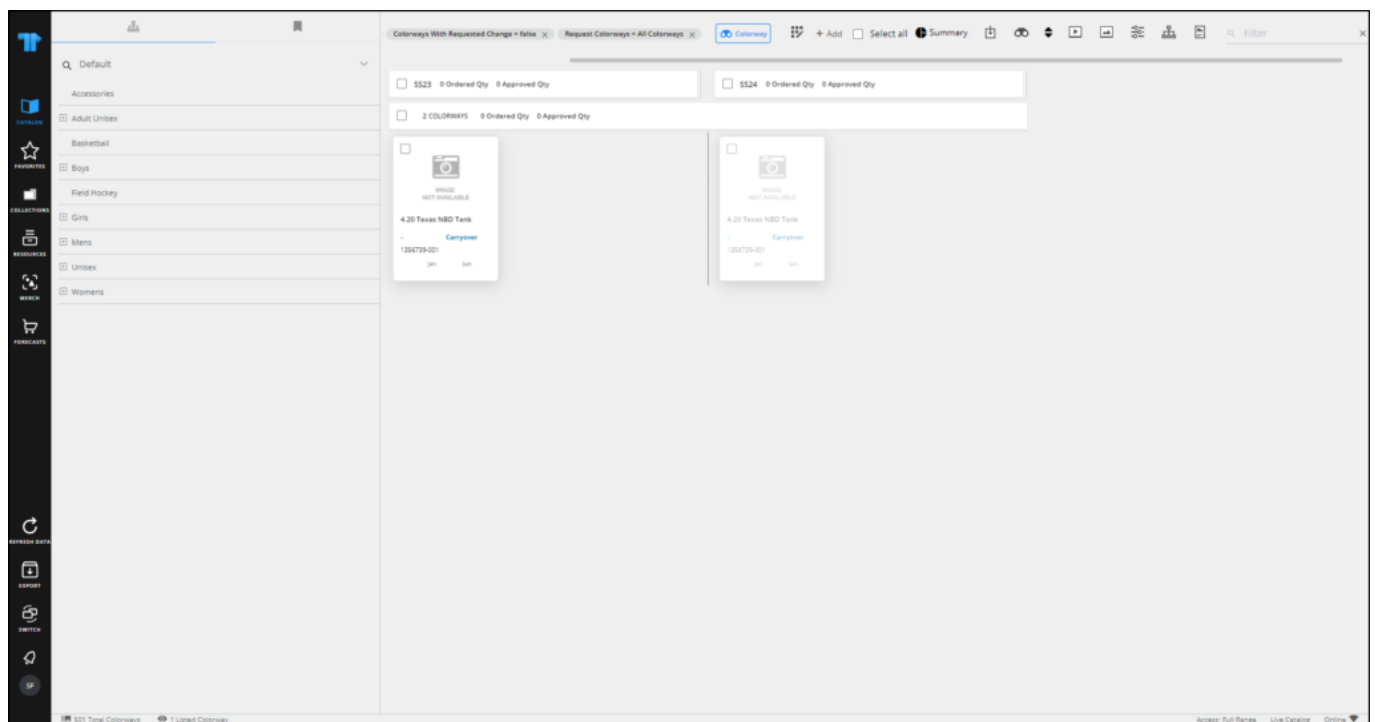 Colorways With Requested Change = false x Request Colorways = All Colorways x Colorway + Add Select all Summary Filter x
Default
Accessories
Adult Unisex
Basketball
Boys
Field Hockey
Girls
Mens
Unisex
Womens
CATALOG
FAVORITES
COLLECTIONS
RESOURCES
MERCH
FORECASTS
REFRESH DATA
EXPORT
SWITCH
SF
SS23 0 Ordered Qty 0 Approved Qty
SS24 0 Ordered Qty 0 Approved Qty
2 COLORWAYS 0 Ordered Qty 0 Approved Qty
IMAGE
NOT AVAILABLE
4.20 Texas NBD Tank
- Carryover
1356739-001
Jan Jun
IMAGE
NOT AVAILABLE
4.20 Texas NBD Tank
- Carryover
1356739-001
Jan Jun
501 Total Colorways 1 Listed Colorway
Access: Full Range Live Catalog Online